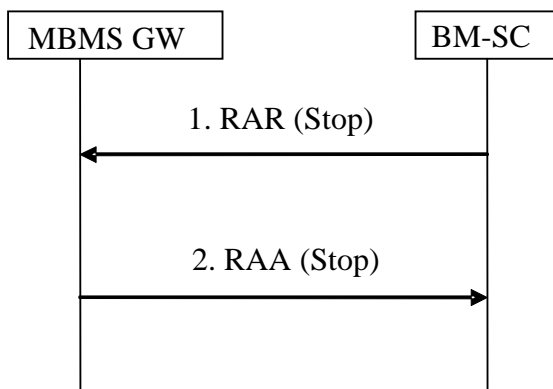 MBMS GW
BM-SC
1. RAR (Stop)
2. RAA (Stop)